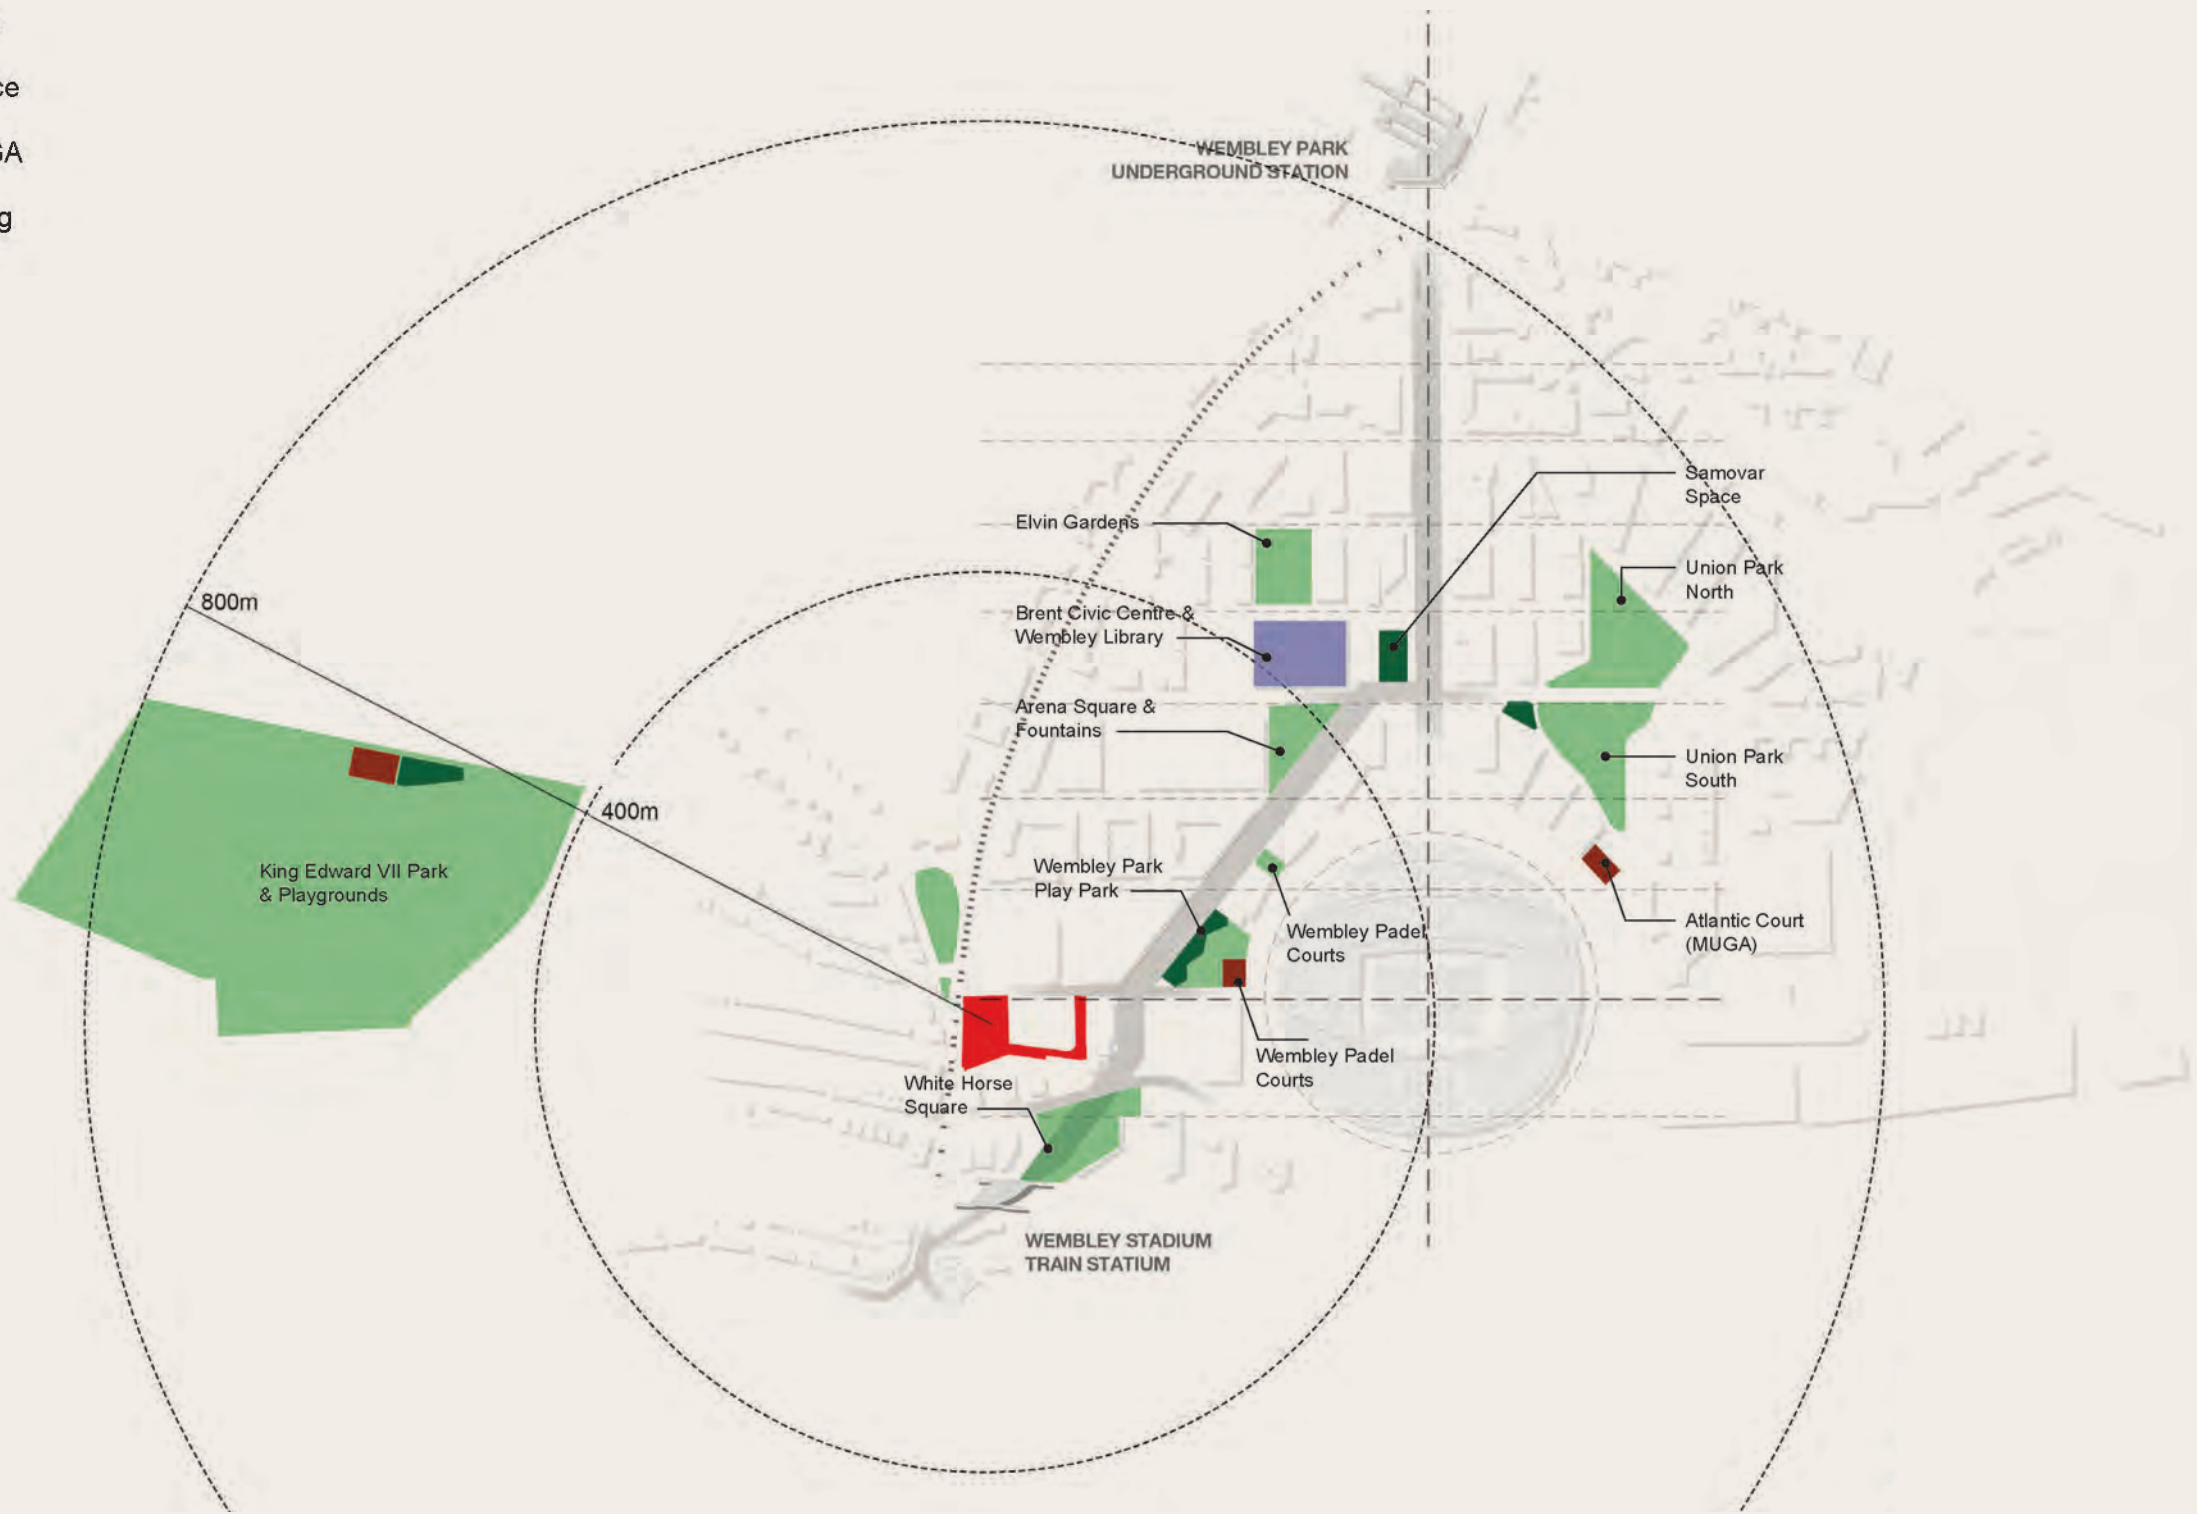 WEMBLEY PARK
UNDERGROUND STATION
Samovar
Space
Elvin Gardens
Union Park
North
800m
Brent Civic Centre &
Wembley Library
Arena Square &
Fountains
Union Park
South
400m
King Edward VII Park
& Playgrounds
Wembley Park
Play Park
Wembley Padel
Courts
Atlantic Court
(MUGA)
Wembley Padel
Courts
White Horse
Square
WEMBLEY STADIUM
TRAIN STATIUM